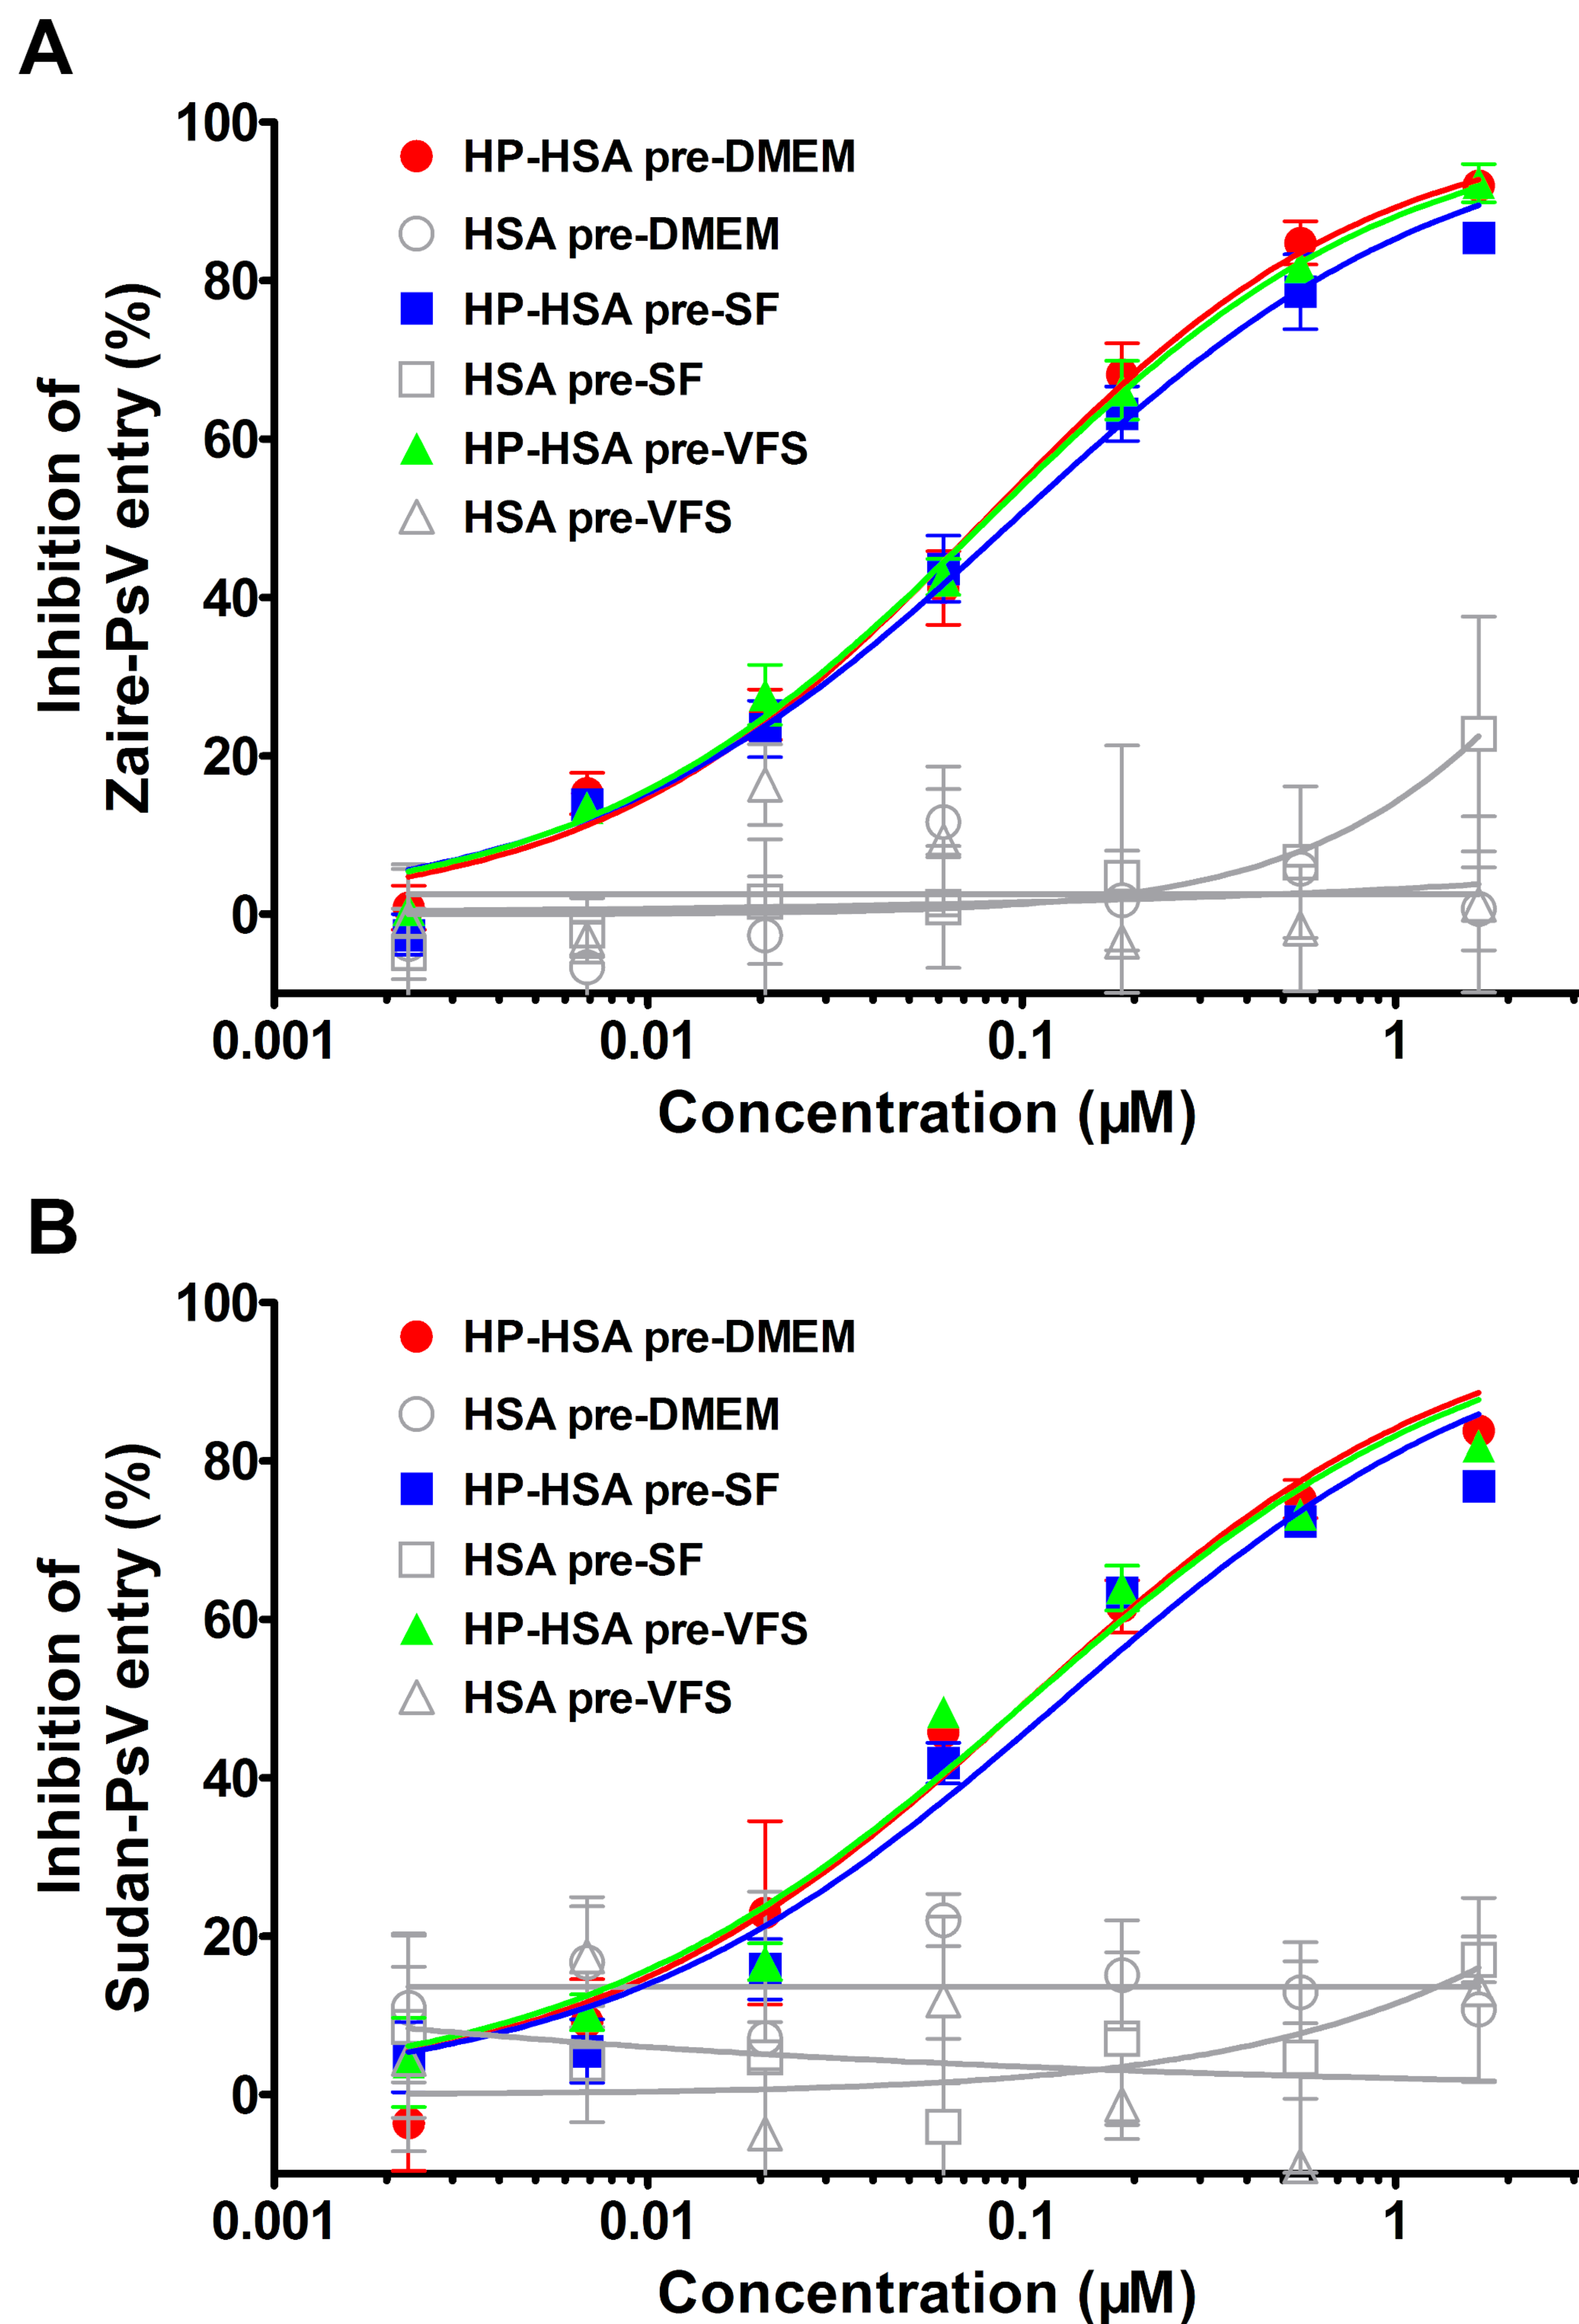 A
100
80
60
40
20
0
Inhibition of
Zaire-PsV entry (%)
HP-HSA pre-DMEM
HSA pre-DMEM
HP-HSA pre-SF
HSA pre-SF
HP-HSA pre-VFS
HSA pre-VFS
0.001 0.01 0.1 1
Concentration (µM)
B
100
80
60
40
20
0
Inhibition of
Sudan-PsV entry (%)
HP-HSA pre-DMEM
HSA pre-DMEM
HP-HSA pre-SF
HSA pre-SF
HP-HSA pre-VFS
HSA pre-VFS
0.001 0.01 0.1 1
Concentration (µM)